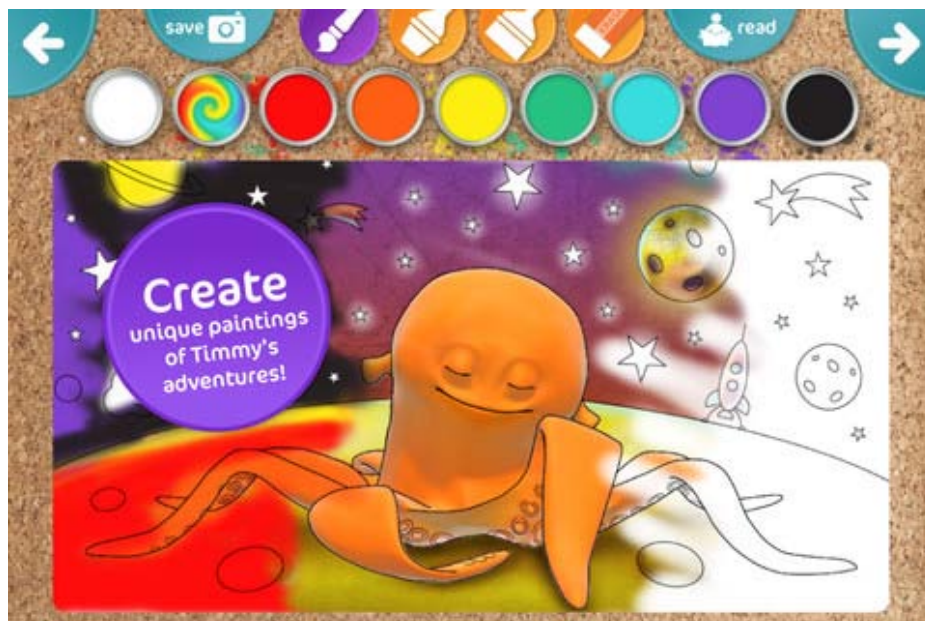 save
read
Create
unique paintings
of Timmy's
adventures!